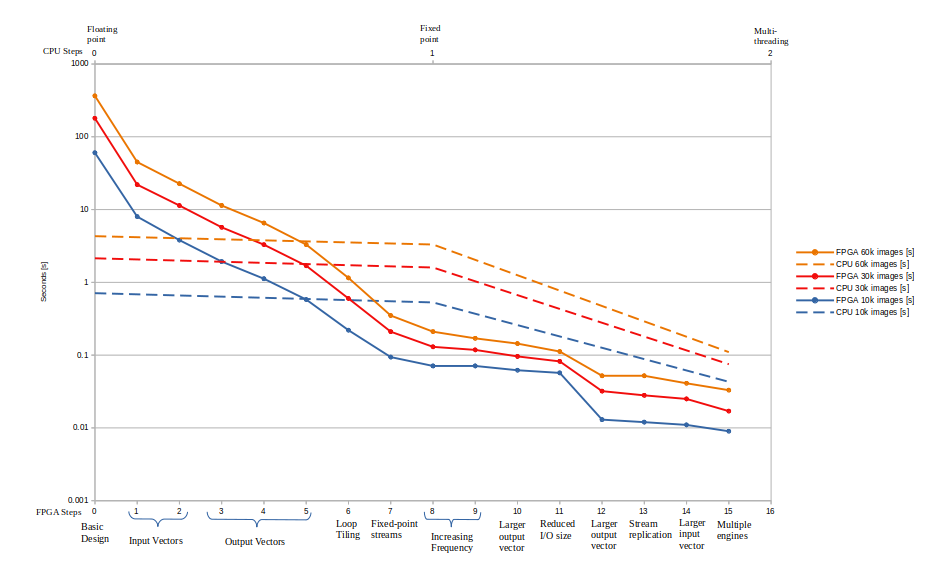 Floating
point
Fixed
point
Multi-
threading
CPU Steps
0
1
2
1000
100
10
1
0.1
0.01
0.001
Seconds [s]
FPGA 60k images [s]
CPU 60k images [s]
FPGA 30k images [s]
CPU 30k images [s]
FPGA 10k images [s]
CPU 10k images [s]
FPGA Steps
0 1 2 3 4 5 6 7 8 9 10 11 12 13 14 15 16
Basic
Design
Input Vectors
Output Vectors
Loop
Tiling
Fixed-point
streams
Increasing
Frequency
Larger
output
vector
Reduced
I/O size
Larger
output
vector
Stream
replication
Larger
input
vector
Multiple
engines